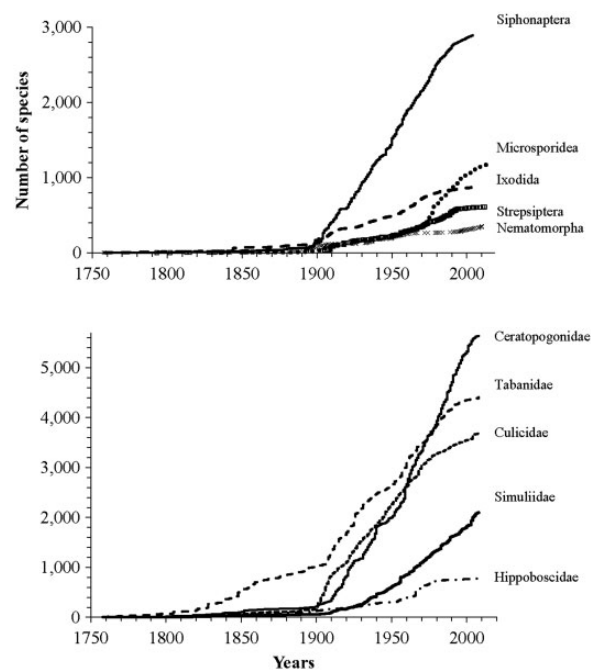 Number of species
3,000
2,000
1,000
0
Siphonaptera
Microsporidea
Ixodida
Strepsiptera
Nematomorpha
1750 1800 1850 1900 1950 2000
5,000
4,000
3,000
2,000
1,000
0
Ceratopogonidae
Tabanidae
Culicidae
Simuliidae
Hippoboscidae
1750 1800 1850 1900 1950 2000
Years